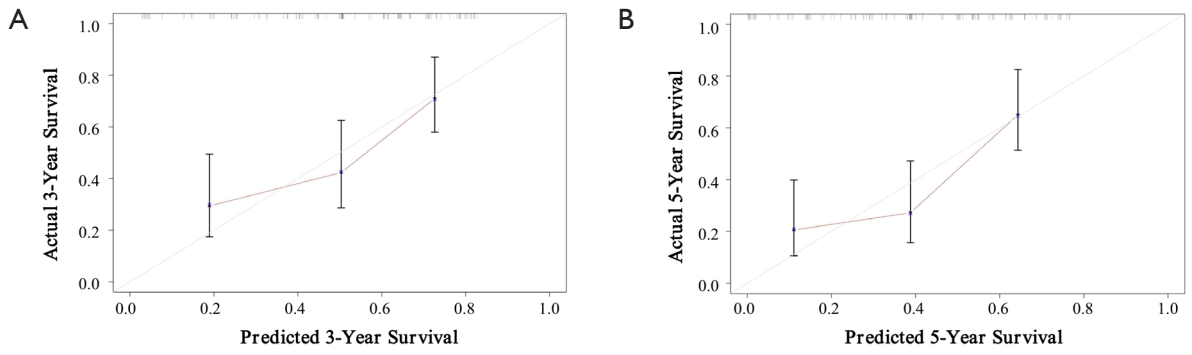 A
Actual 3-Year Survival
1.0
0.8
0.6
0.4
0.2
0.0
0.0 0.2 0.4 0.6 0.8 1.0
Predicted 3-Year Survival
B
Actual 5-Year Survival
1.0
0.8
0.6
0.4
0.2
0.0
0.0 0.2 0.4 0.6 0.8 1.0
Predicted 5-Year Survival